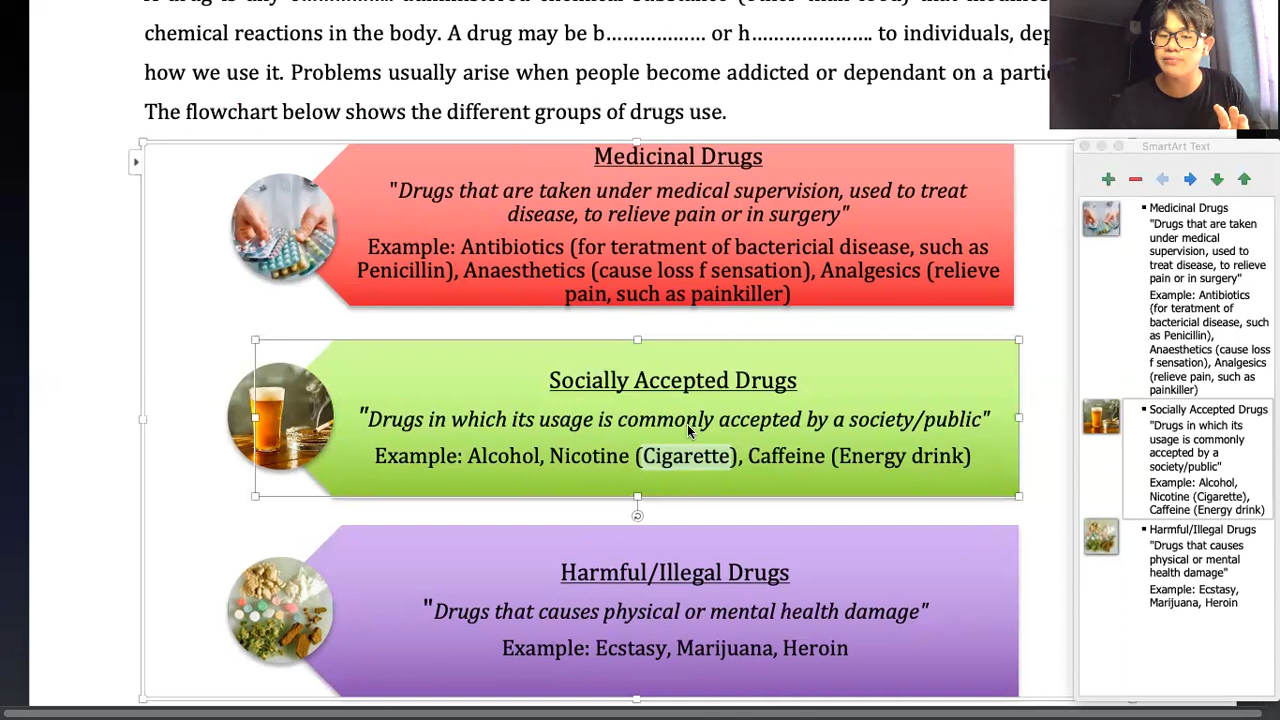 chemical reactions in the body. A drug may be b……………… or h…………………. to individuals, dep
how we use it. Problems usually arise when people become addicted or dependant on a partic
The flowchart below shows the different groups of drugs use.
Medicinal Drugs
"Drugs that are taken under medical supervision, used to treat
disease, to relieve pain or in surgery"
Example: Antibiotics (for teratment of bactericial disease, such as
Penicillin), Anaesthetics (cause loss f sensation), Analgesics (relieve
pain, such as painkiller)
Socially Accepted Drugs
"Drugs in which its usage is commonly accepted by a society/public"
Example: Alcohol, Nicotine (Cigarette), Caffeine (Energy drink)
Harmful/Illegal Drugs
"Drugs that causes physical or mental health damage"
Example: Ecstasy, Marijuana, Heroin
SmartArt Text
Medicinal Drugs
"Drugs that are taken
under medical
supervision, used to
treat disease, to relieve
pain or in surgery"
Example: Antibiotics
(for teratment of
bactericial disease, such
as Penicillin),
Anaesthetics (cause loss
f sensation), Analgesics
(relieve pain, such as
painkiller)
Socially Accepted Drugs
"Drugs in which its
usage is commonly
accepted by a
society/public"
Example: Alcohol,
Nicotine (Cigarette),
Caffeine (Energy drink)
Harmful/Illegal Drugs
"Drugs that causes
physical or mental
health damage"
Example: Ecstasy,
Marijuana, Heroin